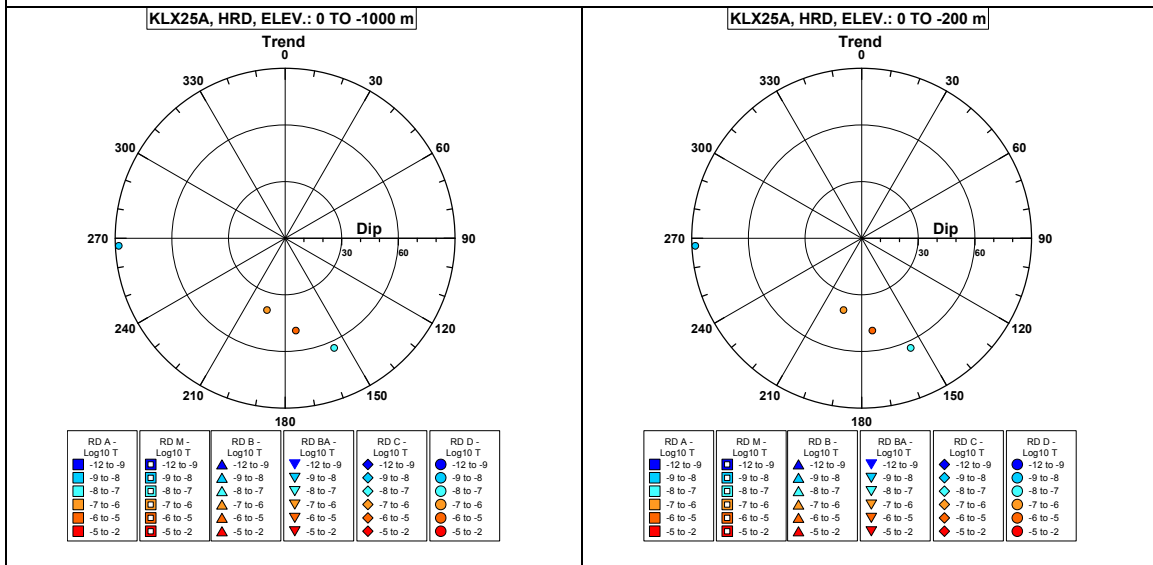 KLX25A, HRD, ELEV.: 0 TO -1000 m
Trend
0
330
30
300
60
Dip
270
30
60
90
240
120
210
150
180
RD A -
Log10 T
-12 to -9
-9 to -8
-8 to -7
-7 to -6
-6 to -5
-5 to -2
RD M -
Log10 T
-12 to -9
-9 to -8
-8 to -7
-7 to -6
-6 to -5
-5 to -2
RD B -
Log10 T
-12 to -9
-9 to -8
-8 to -7
-7 to -6
-6 to -5
-5 to -2
RD BA -
Log10 T
-12 to -9
-9 to -8
-8 to -7
-7 to -6
-6 to -5
-5 to -2
RD C -
Log10 T
-12 to -9
-9 to -8
-8 to -7
-7 to -6
-6 to -5
-5 to -2
RD D -
Log10 T
-12 to -9
-9 to -8
-8 to -7
-7 to -6
-6 to -5
-5 to -2
KLX25A, HRD, ELEV.: 0 TO -200 m
Trend
0
330
30
300
60
Dip
270
30
60
90
240
120
210
150
180
RD A -
Log10 T
-12 to -9
-9 to -8
-8 to -7
-7 to -6
-6 to -5
-5 to -2
RD M -
Log10 T
-12 to -9
-9 to -8
-8 to -7
-7 to -6
-6 to -5
-5 to -2
RD B -
Log10 T
-12 to -9
-9 to -8
-8 to -7
-7 to -6
-6 to -5
-5 to -2
RD BA -
Log10 T
-12 to -9
-9 to -8
-8 to -7
-7 to -6
-6 to -5
-5 to -2
RD C -
Log10 T
-12 to -9
-9 to -8
-8 to -7
-7 to -6
-6 to -5
-5 to -2
RD D -
Log10 T
-12 to -9
-9 to -8
-8 to -7
-7 to -6
-6 to -5
-5 to -2